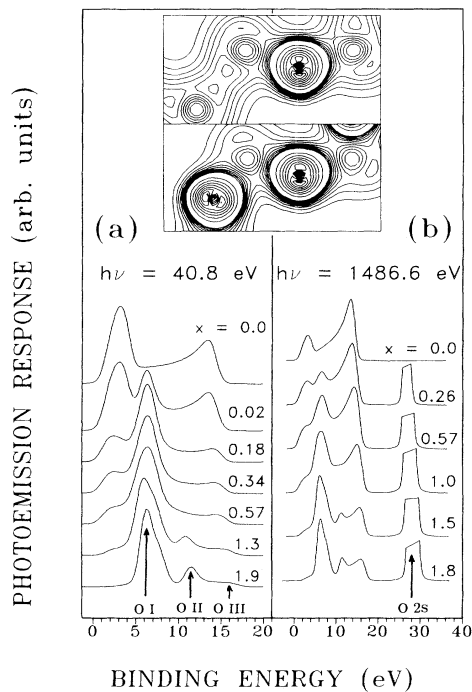 PHOTOEMISSION RESPONSE (arb. units)
(a)
(b)
hν = 40.8 eV
hν = 1486.6 eV
x = 0.0
0.02
0.18
0.34
0.57
1.3
1.9
O I
O II
O III
x = 0.0
0.26
0.57
1.0
1.5
1.8
O 2s
0 5 10 15 20
0 10 20 30 40
BINDING ENERGY (eV)